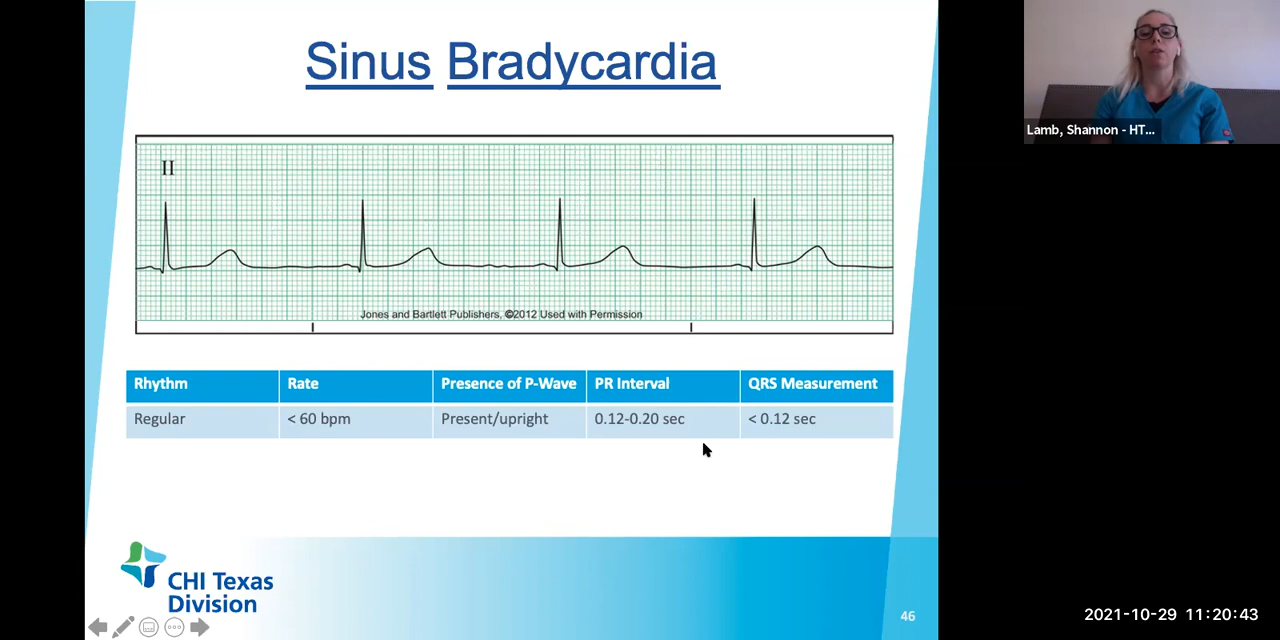 Sinus Bradycardia
II
Jones and Bartlett Publishers, ©2012 Used with Permission
Rhythm Rate Presence of P-Wave PR Interval QRS Measurement
Regular < 60 bpm Present/upright 0.12-0.20 sec < 0.12 sec
CHI Texas
Division
46
Lamb, Shannon - HT...
2021-10-29 11:20:43